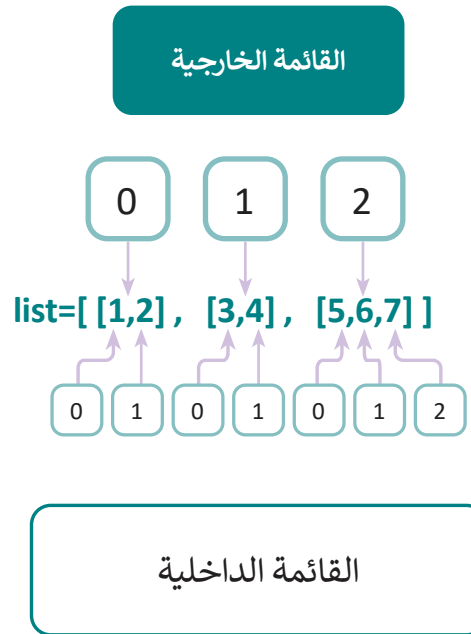 القائمة الخارجية
0 1 2
list=[ [1,2] , [3,4] , [5,6,7] ]
0 1 0 1 0 1 2
القائمة الداخلية